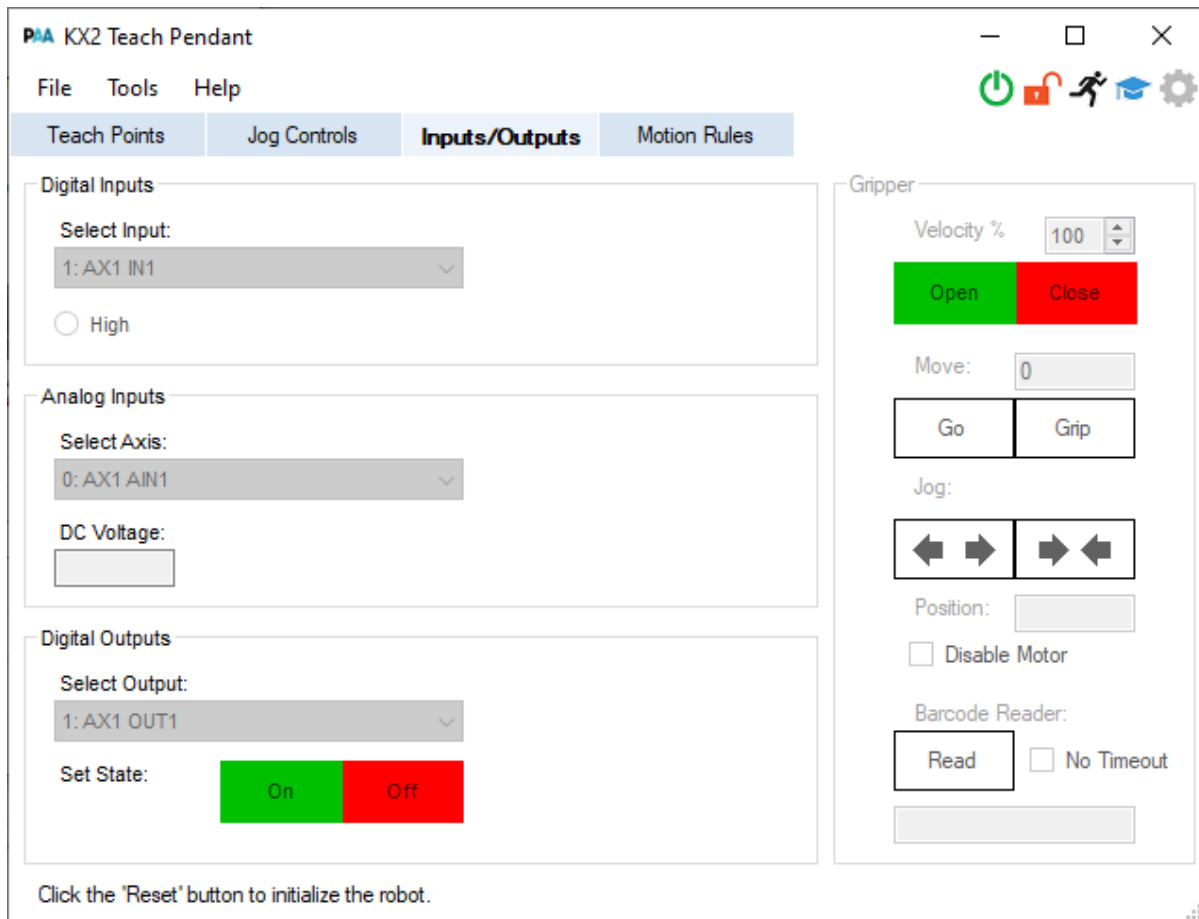 PAA KX2 Teach Pendant
File Tools Help
Teach Points Jog Controls Inputs/Outputs Motion Rules
Digital Inputs
Select Input:
1: AX1 IN1
High
Analog Inputs
Select Axis:
0: AX1 AIN1
DC Voltage:
Digital Outputs
Select Output:
1: AX1 OUT1
Set State:
On Off
Gripper
Velocity % 100
Open Close
Move: 0
Go Grip
Jog:
Position:
Disable Motor
Barcode Reader:
Read No Timeout
Click the 'Reset' button to initialize the robot.